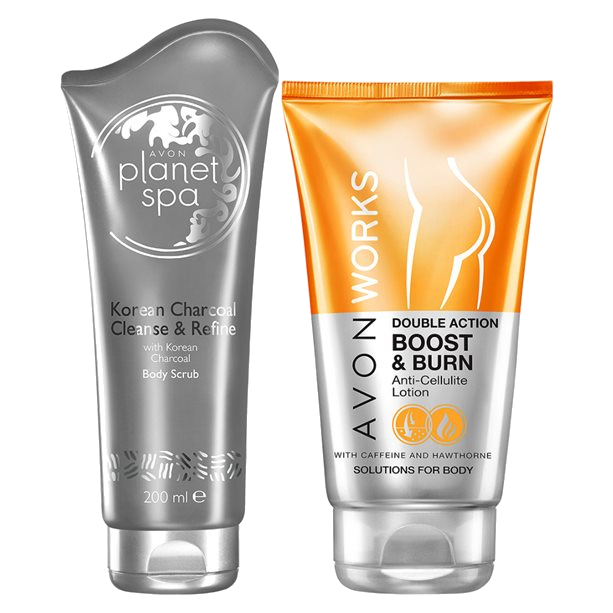 AVON
planet
spa
Korean Charcoal
Cleanse & Refine
with Korean
Charcoal
Body Scrub
200 ml e
AVON WORKS
DOUBLE ACTION
BOOST
& BURN
Anti-Cellulite
Lotion
WITH CAFFEINE AND HAWTHORNE
SOLUTIONS FOR BODY